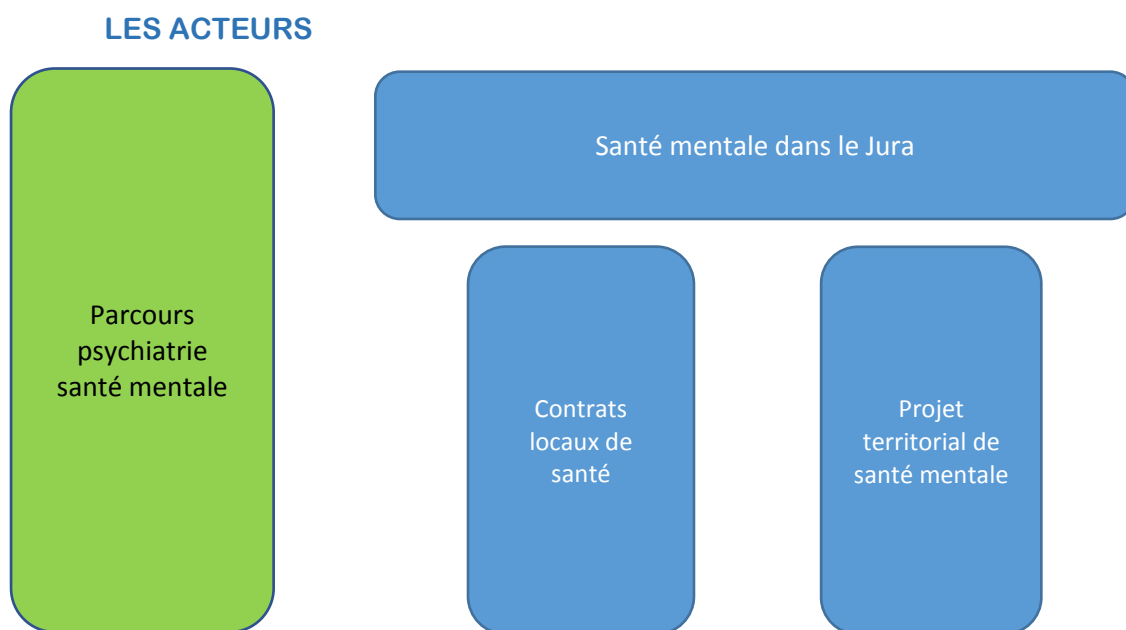 LES ACTEURS
Parcours
psychiatrie
santé mentale
Santé mentale dans le Jura
Contrats
locaux de
santé
Projet
territorial de
santé mentale